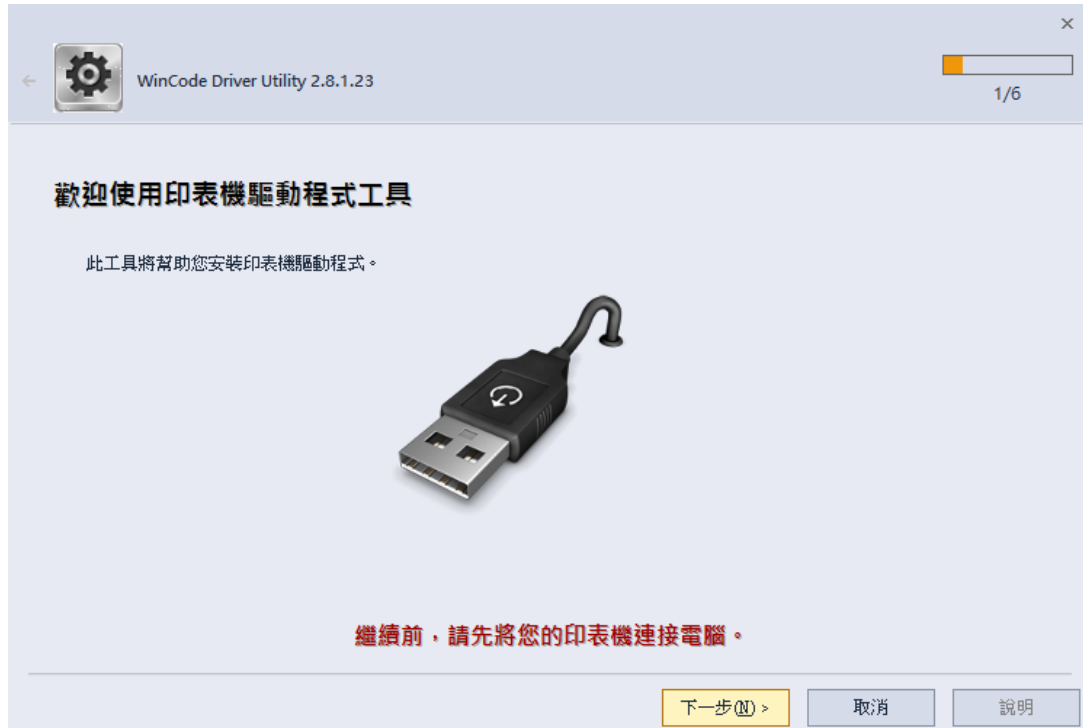 WinCode Driver Utility 2.8.1.23
1/6
歡迎使用印表機驅動程式工具
此工具將幫助您安裝印表機驅動程式。
繼續前，請先將您的印表機連接電腦。
下一步(N) >
取消
說明